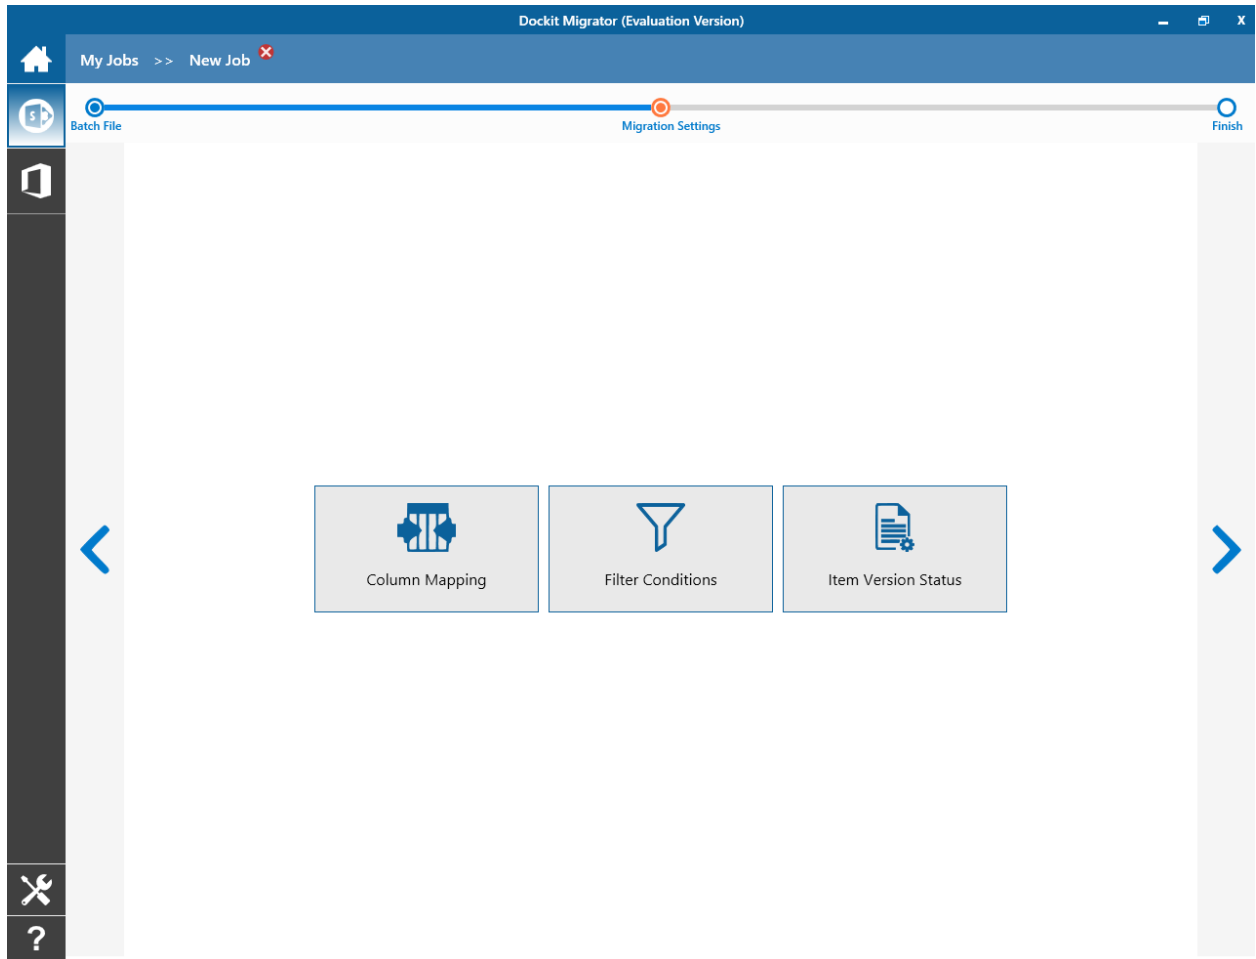 Dockit Migrator (Evaluation Version)
X
My Jobs >> New Job
S
Batch File
Migration Settings
Finish
Column Mapping
Filter Conditions
Item Version Status
?